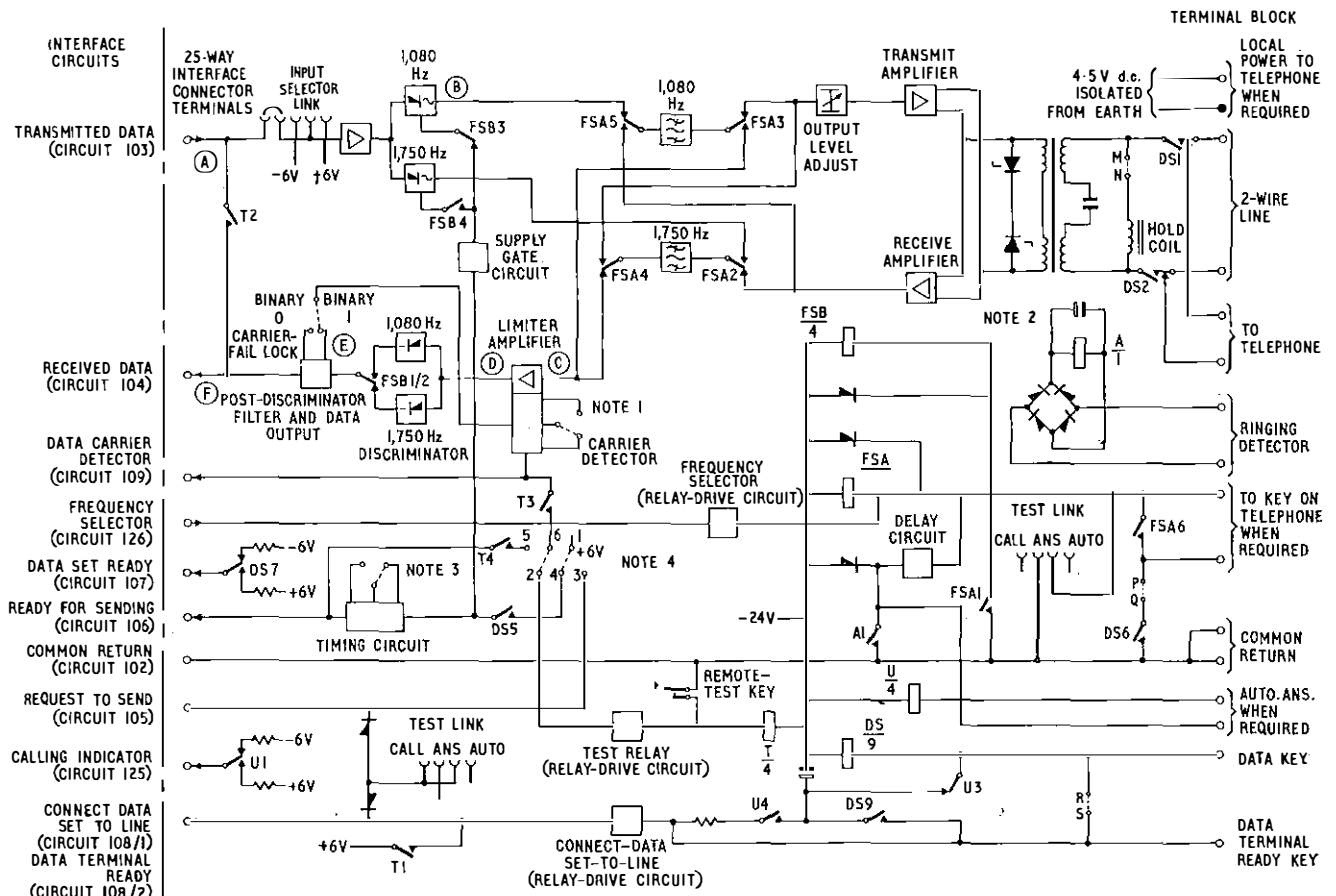 INTERFACE
CIRCUITS
25-WAY
INTERFACE
CONNECTOR
TERMINALS
INPUT
SELECTOR
LINK
-6V +6V
TRANSMITTED DATA
(CIRCUIT 103)
A
T2
1,080
Hz
B
FSB3
1,750 Hz
FSB4
SUPPLY
GATE
CIRCUIT
FSA5
1,080
Hz
FSA3
OUTPUT
LEVEL
ADJUST
TRANSMIT
AMPLIFIER
1,750 Hz
FSA4
FSA2
RECEIVE
AMPLIFIER
TERMINAL BLOCK
4·5 V d.c.
ISOLATED
FROM EARTH
LOCAL
POWER TO
TELEPHONE
WHEN
REQUIRED
M
N
DS1
HOLD
COIL
DS2
2-WIRE
LINE
NOTE 2
A
1
TO
TELEPHONE
RINGING
DETECTOR
BINARY
0
BINARY
1
CARRIER-
FAIL LOCK
E
1,080 Hz
FSB1/2
1,750 Hz
DISCRIMINATOR
LIMITER
AMPLIFIER
D
C
NOTE 1
CARRIER
DETECTOR
RECEIVED DATA
(CIRCUIT 104)
F
POST-DISCRIMINATOR
FILTER AND DATA
OUTPUT
DATA CARRIER
DETECTOR
(CIRCUIT 109)
T3
FREQUENCY
SELECTOR
(RELAY-DRIVE CIRCUIT)
FSB
4
FSA
DELAY
CIRCUIT
TEST LINK
CALL ANS AUTO
FSA6
TO KEY ON
TELEPHONE
WHEN
REQUIRED
FREQUENCY
SELECTOR
(CIRCUIT 126)
T4
5 6 1
+6V
2 4 3
NOTE 4
DATA SET READY
(CIRCUIT 107)
DS7
-6V
+6V
NOTE 3
READY FOR SENDING
(CIRCUIT 106)
TIMING CIRCUIT
DS5
-24V
A1
FSA1
P
Q
DS6
COMMON RETURN
(CIRCUIT 102)
COMMON
RETURN
REMOTE-
TEST KEY
REQUEST TO SEND
(CIRCUIT 105)
TEST RELAY
(RELAY-DRIVE CIRCUIT)
T
4
U
4
AUTO. ANS.
WHEN
REQUIRED
CALLING INDICATOR
(CIRCUIT 125)
U1
-6V
+6V
TEST LINK
CALL ANS AUTO
DS
9
DATA KEY
U3
CONNECT DATA
SET TO LINE
(CIRCUIT 108/1)
DATA TERMINAL
READY
(CIRCUIT 108/2)
+6V
T1
CONNECT-DATA
SET-TO-LINE
(RELAY-DRIVE CIRCUIT)
U4
DS9
R
S
DATA
TERMINAL
READY KEY